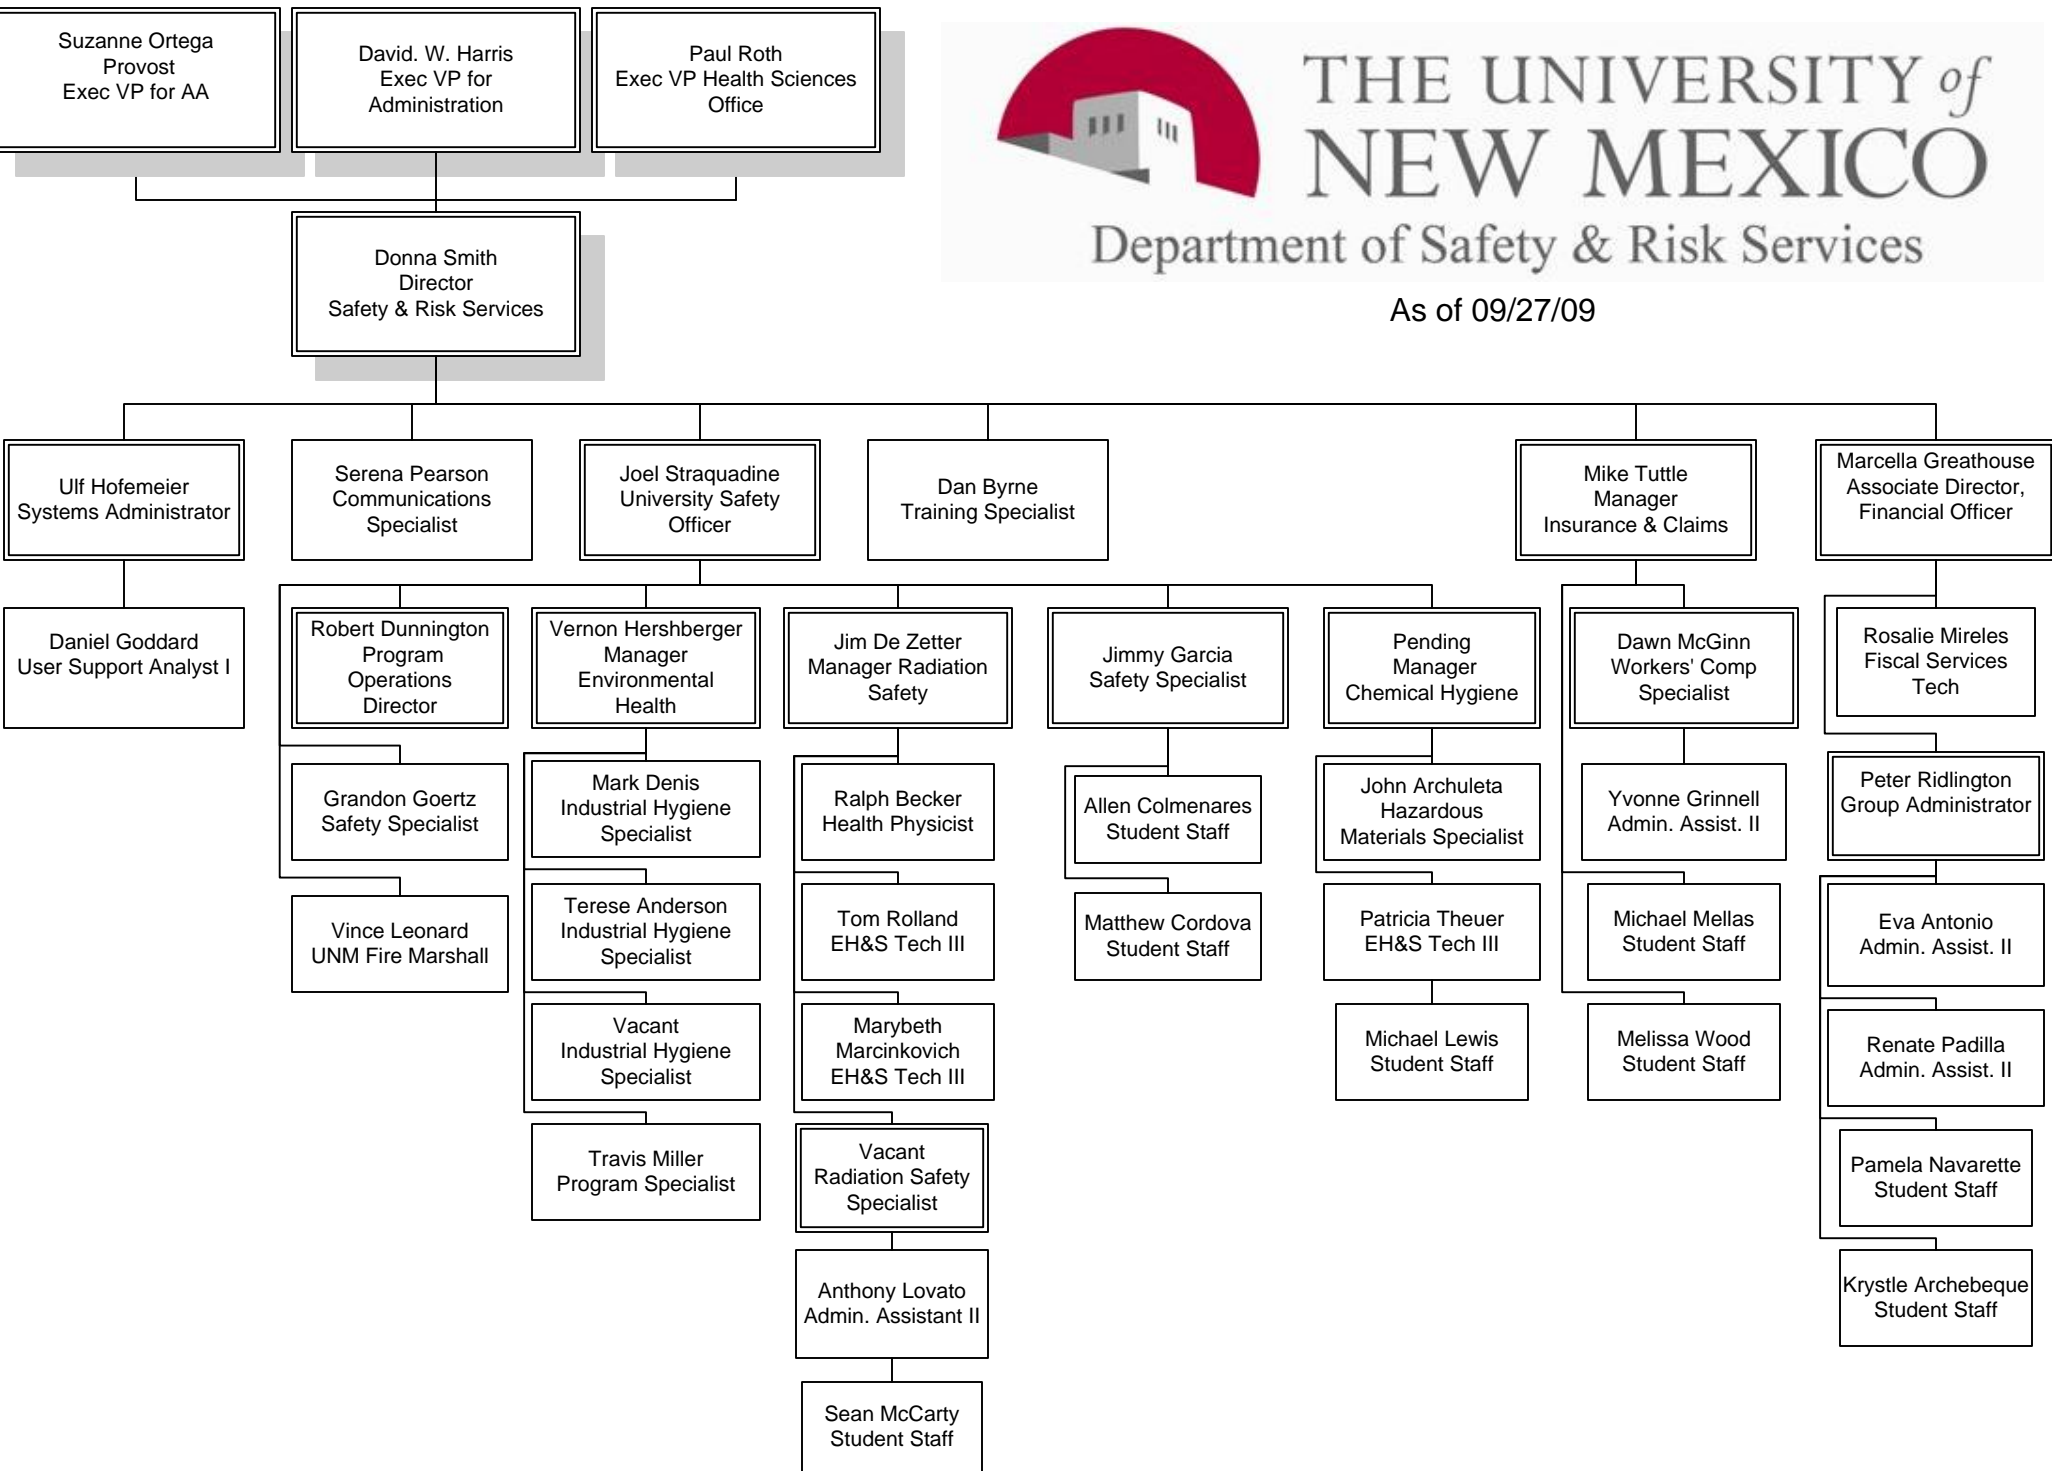 Suzanne Ortega
Provost
Exec VP for AA
David. W. Harris
Exec VP for
Administration
Paul Roth
Exec VP Health Sciences
Office
THE UNIVERSITY of
NEW MEXICO
Department of Safety & Risk Services
As of 09/27/09
Donna Smith
Director
Safety & Risk Services
Ulf Hofemeier
Systems Administrator
Serena Pearson
Communications
Specialist
Joel Straquadine
University Safety
Officer
Dan Byrne
Training Specialist
Mike Tuttle
Manager
Insurance & Claims
Marcella Greathouse
Associate Director,
Financial Officer
Daniel Goddard
User Support Analyst I
Robert Dunnington
Program
Operations
Director
Vernon Hershberger
Manager
Environmental
Health
Jim De Zetter
Manager Radiation
Safety
Jimmy Garcia
Safety Specialist
Pending
Manager
Chemical Hygiene
Dawn McGinn
Workers' Comp
Specialist
Rosalie Mireles
Fiscal Services
Tech
Grandon Goertz
Safety Specialist
Mark Denis
Industrial Hygiene
Specialist
Ralph Becker
Health Physicist
Allen Colmenares
Student Staff
John Archuleta
Hazardous
Materials Specialist
Yvonne Grinnell
Admin. Assist. II
Peter Ridlington
Group Administrator
Vince Leonard
UNM Fire Marshall
Terese Anderson
Industrial Hygiene
Specialist
Tom Rolland
EH&S Tech III
Matthew Cordova
Student Staff
Patricia Theuer
EH&S Tech III
Michael Mellas
Student Staff
Eva Antonio
Admin. Assist. II
Vacant
Industrial Hygiene
Specialist
Marybeth
Marcinkovich
EH&S Tech III
Michael Lewis
Student Staff
Melissa Wood
Student Staff
Renate Padilla
Admin. Assist. II
Travis Miller
Program Specialist
Vacant
Radiation Safety
Specialist
Pamela Navarette
Student Staff
Anthony Lovato
Admin. Assistant II
Krystle Archebeque
Student Staff
Sean McCarty
Student Staff